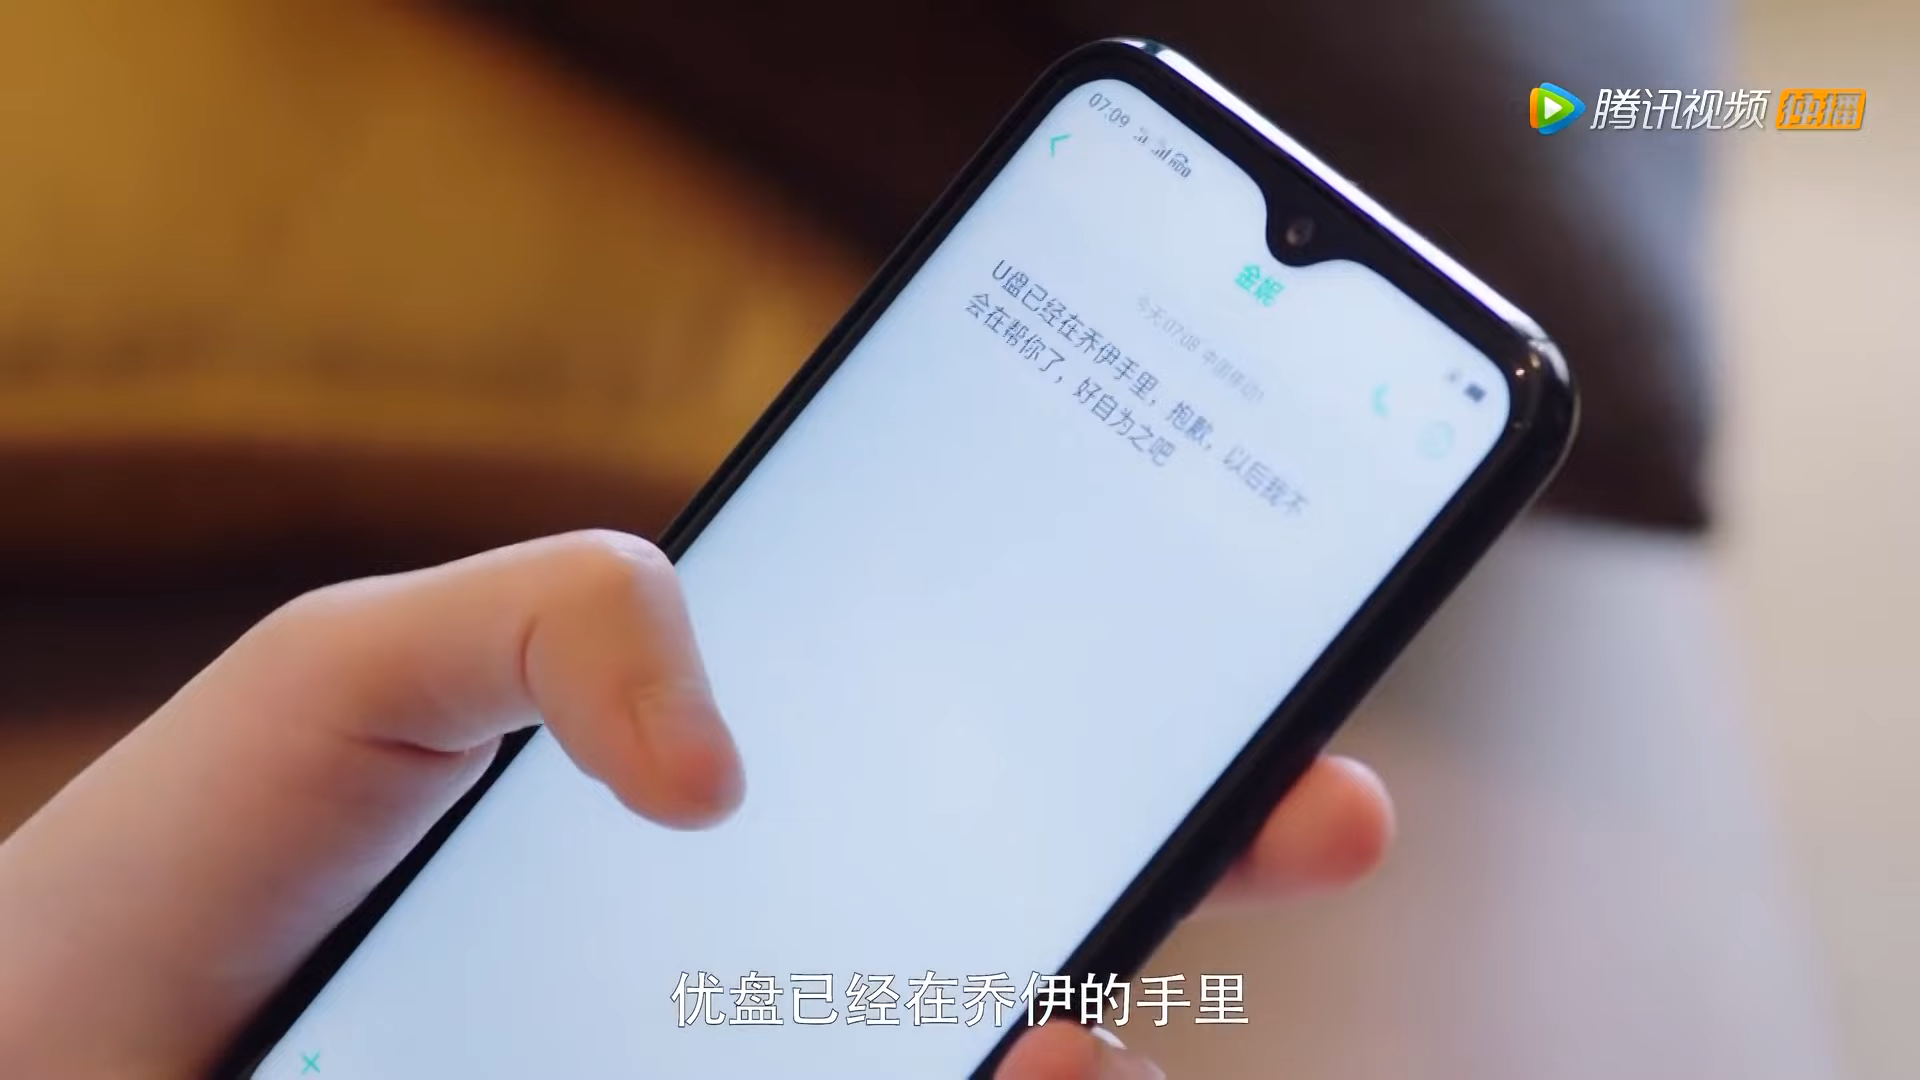 腾讯视频 独播
07:09
金妮
今天 07:08 中国移动
U盘已经在乔伊手里，抱歉，以后我不
会在帮你了，好自为之吧
优盘已经在乔伊的手里